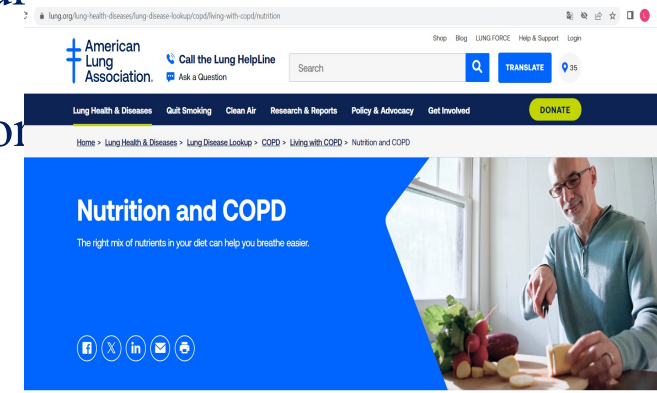 lung.org/lung-health-diseases/lung-disease-lookup/copd/living-with-copd/nutrition
Shop Blog LUNG FORCE Help & Support Login
American
Lung
Association.
Call the Lung HelpLine
Ask a Question
Search
TRANSLATE
35
Lung Health & Diseases Quit Smoking Clean Air Research & Reports Policy & Advocacy Get Involved DONATE
Home > Lung Health & Diseases > Lung Disease Lookup > COPD > Living with COPD > Nutrition and COPD
Nutrition and COPD
The right mix of nutrients in your diet can help you breathe easier.